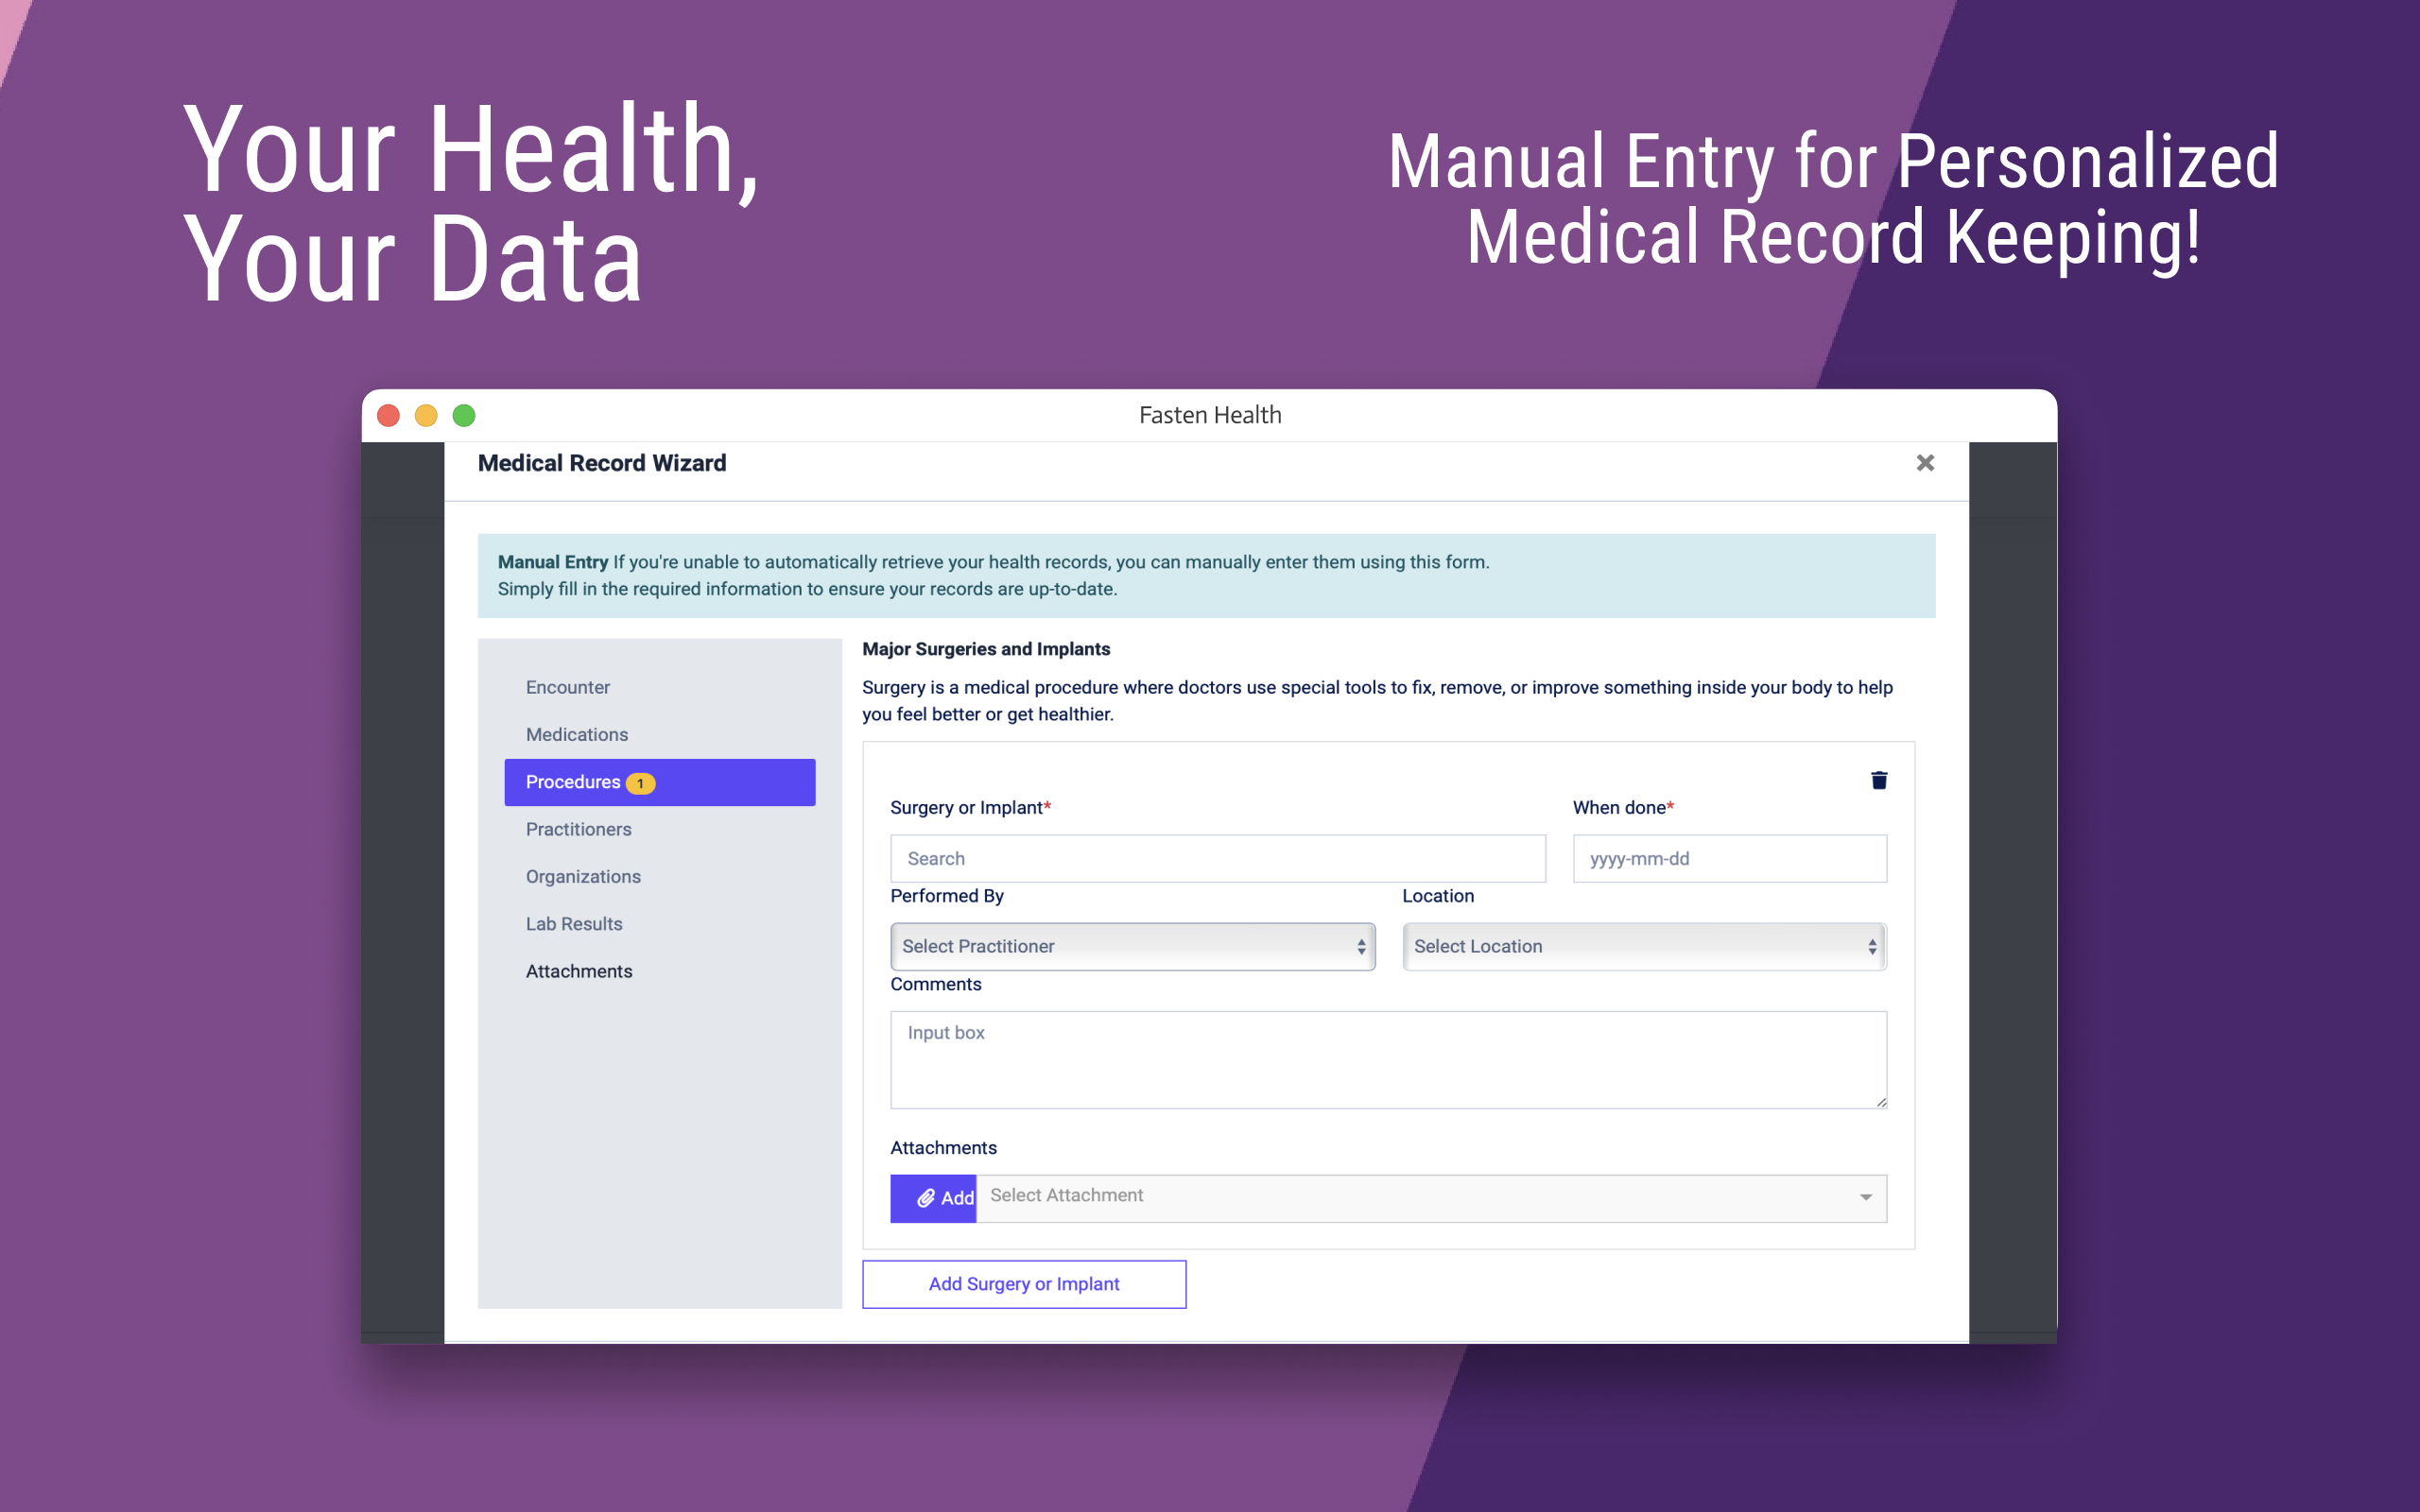 Your Health,
Your Data
Manual Entry for Personalized
Medical Record Keeping!
Fasten Health
Medical Record Wizard
Manual Entry If you're unable to automatically retrieve your health records, you can manually enter them using this form.
Simply fill in the required information to ensure your records are up-to-date.
Encounter
Medications
Procedures 1
Practitioners
Organizations
Lab Results
Attachments
Major Surgeries and Implants
Surgery is a medical procedure where doctors use special tools to fix, remove, or improve something inside your body to help
you feel better or get healthier.
Surgery or Implant* When done*
Search yyyy-mm-dd
Performed By Location
Select Practitioner Select Location
Comments
Input box
Attachments
Add Select Attachment
Add Surgery or Implant